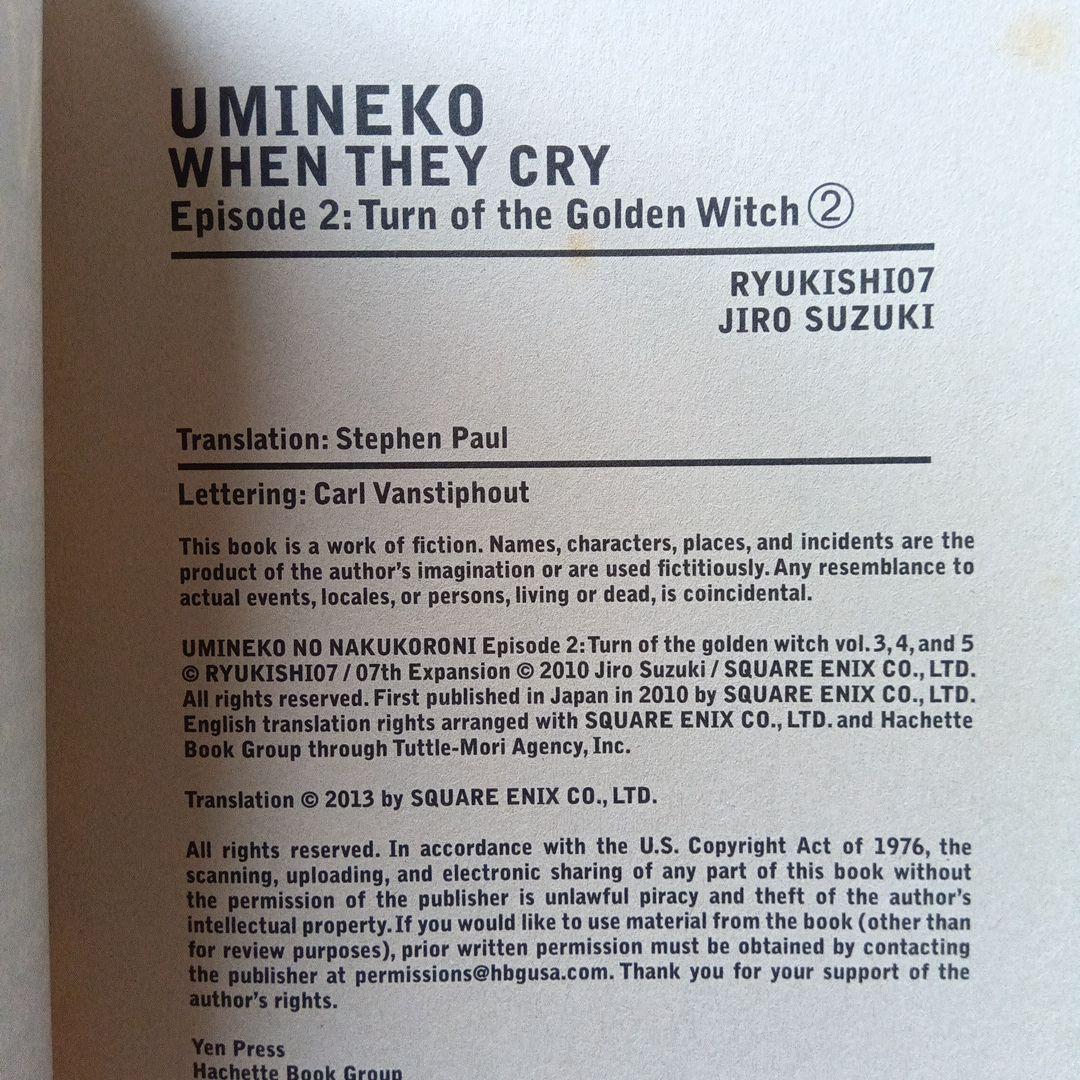 UMINEKO
WHEN THEY CRY
Episode 2: Turn of the Golden Witch ②
RYUKISHI07
JIRO SUZUKI
Translation: Stephen Paul
Lettering: Carl Vanstiphout
This book is a work of fiction. Names, characters, places, and incidents are the
product of the author's imagination or are used fictitiously. Any resemblance to
actual events, locales, or persons, living or dead, is coincidental.
UMINEKO NO NAKUKORONI Episode 2: Turn of the golden witch vol. 3, 4, and 5
© RYUKISHI07 / 07th Expansion © 2010 Jiro Suzuki / SQUARE ENIX CO., LTD.
All rights reserved. First published in Japan in 2010 by SQUARE ENIX CO., LTD.
English translation rights arranged with SQUARE ENIX CO., LTD. and Hachette
Book Group through Tuttle-Mori Agency, Inc.
Translation © 2013 by SQUARE ENIX CO., LTD.
All rights reserved. In accordance with the U.S. Copyright Act of 1976, the
scanning, uploading, and electronic sharing of any part of this book without
the permission of the publisher is unlawful piracy and theft of the author's
intellectual property. If you would like to use material from the book (other than
for review purposes), prior written permission must be obtained by contacting
the publisher at permissions@hbgusa.com. Thank you for your support of the
author's rights.
Yen Press
Hachette Book Group